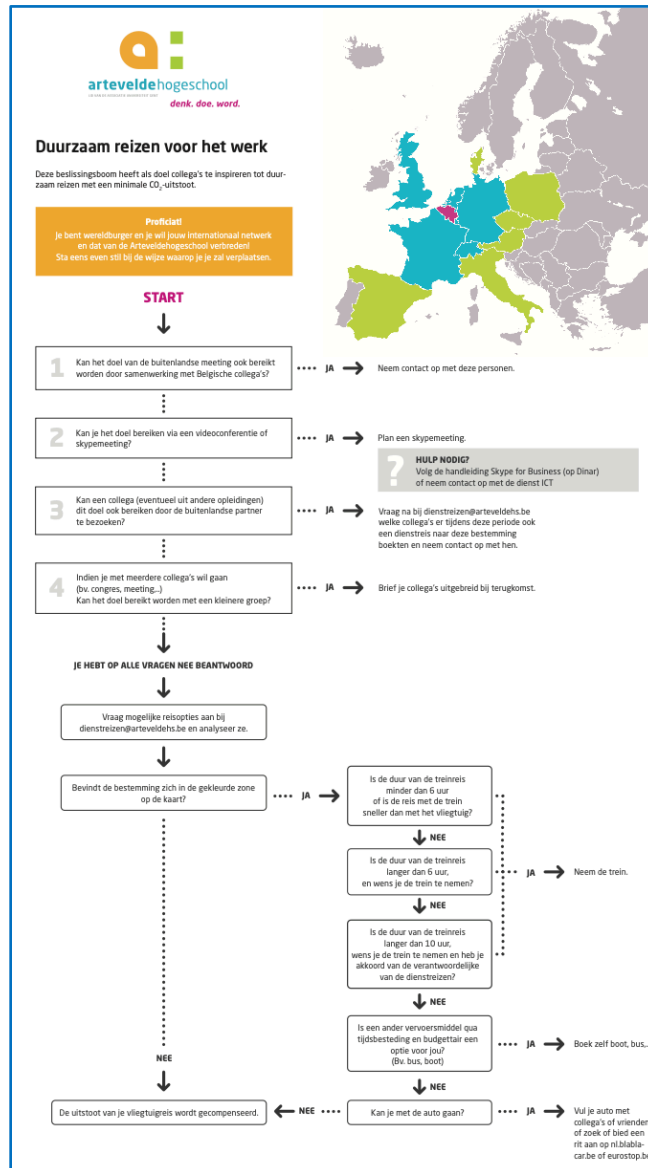 arteveldehogeschool
denk. doe. word.
Duurzaam reizen voor het werk
Deze beslissingsboom heeft als doel collega's te inspireren tot duur-
zaam reizen met een minimale CO₂-uitstoot.
Proficiat!
Je bent wereldburger en je wil jouw internationaal netwerk
en dat van de Arteveldehogeschool verbreden!
Sta eens even stil bij de wijze waarop je je zal verplaatsen.
START
1
Kan het doel van de buitenlandse meeting ook bereikt
worden door samenwerking met Belgische collega's?
JA
Neem contact op met deze personen.
2
Kan je het doel bereiken via een videoconferentie of
skypemeeting?
JA
Plan een skypemeeting.
?
HULP NODIG?
Volg de handleiding Skype for Business (op Dinar)
of neem contact op met de dienst ICT
3
Kan een collega (eventueel uit andere opleidingen)
dit doel ook bereiken door de buitenlandse partner
te bezoeken?
JA
Vraag na bij dienstreizen@arteveldehs.be
welke collega's er tijdens deze periode ook
een dienstreis naar deze bestemming
boekten en neem contact op met hen.
4
Indien je met meerdere collega's wil gaan
(bv. congres, meeting,..)
Kan het doel bereikt worden met een kleinere groep?
JA
Brief je collega's uitgebreid bij terugkomst.
JE HEBT OP ALLE VRAGEN NEE BEANTWOORD
Vraag mogelijke reisopties aan bij
dienstreizen@arteveldehs.be en analyseer ze.
Bevindt de bestemming zich in de gekleurde zone
op de kaart?
JA
Is de duur van de treinreis
minder dan 6 uur
of is de reis met de trein
sneller dan met het vliegtuig?
NEE
Is de duur van de treinreis
langer dan 6 uur,
en wens je de trein te nemen?
JA
Neem de trein.
NEE
Is de duur van de treinreis
langer dan 10 uur,
wens je de trein te nemen en heb je
akkoord van de verantwoordelijke
van de dienstreizen?
NEE
Is een ander vervoersmiddel qua
tijdsbesteding en budgettair een
optie voor jou?
(Bv. bus, boot)
JA
Boek zelf boot, bus,..
NEE
NEE
De uitstoot van je vliegtuigreis wordt gecompenseerd.
NEE
Kan je met de auto gaan?
JA
Vul je auto met
collega's of vrienden
of zoek of bied een
rit aan op nl.blabla-
car.be of eurostop.be